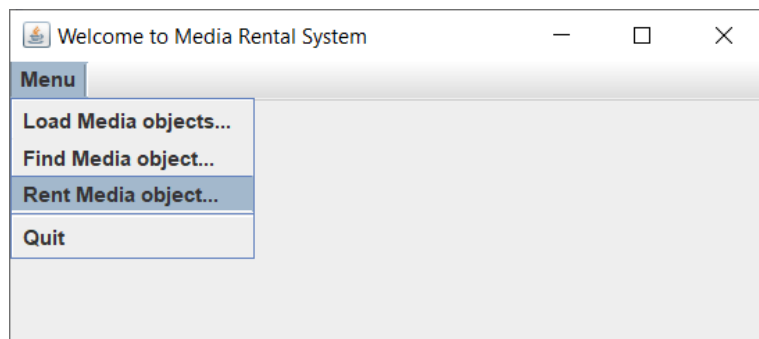 Welcome to Media Rental System
Menu
Load Media objects...
Find Media object...
Rent Media object...
Quit